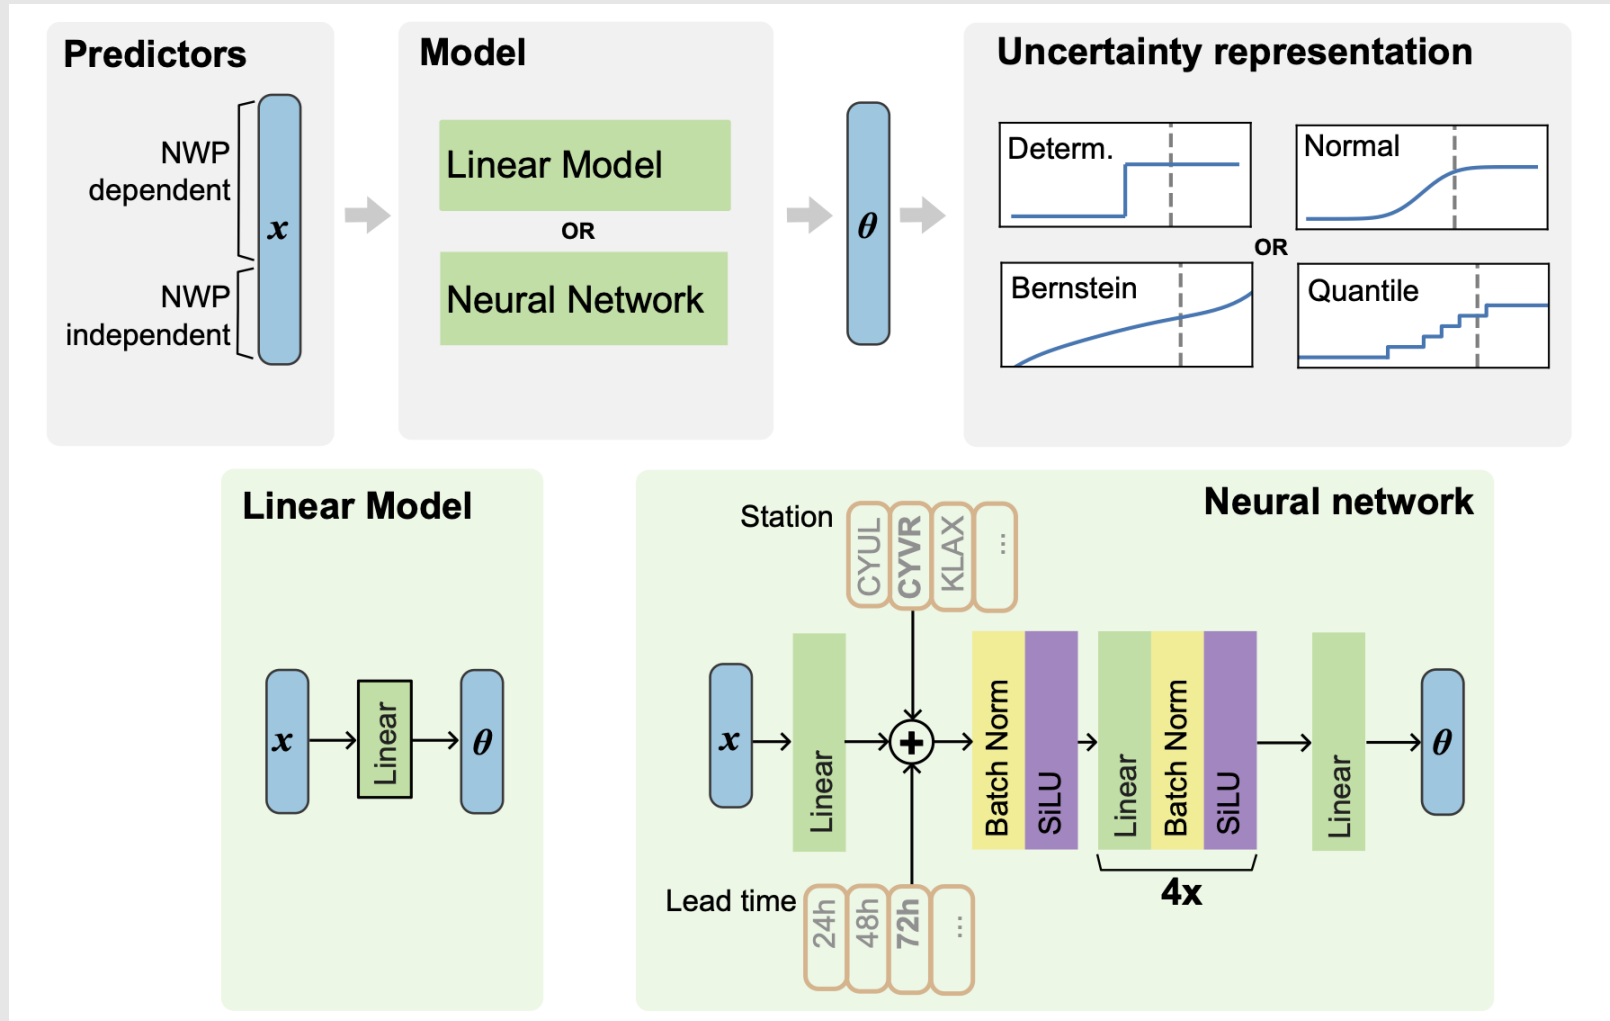 Predictors
NWP
dependent
x
NWP
independent
Model
Linear Model
OR
Neural Network
θ
Uncertainty representation
Determ.
Normal
OR
Bernstein
Quantile
Linear Model
x
Linear
θ
Neural network
Station
CYUL
CYVR
KLAX
...
x
Linear
+
Batch Norm
SiLU
Linear
Batch Norm
SiLU
4x
Linear
θ
Lead time
24h
48h
72h
...